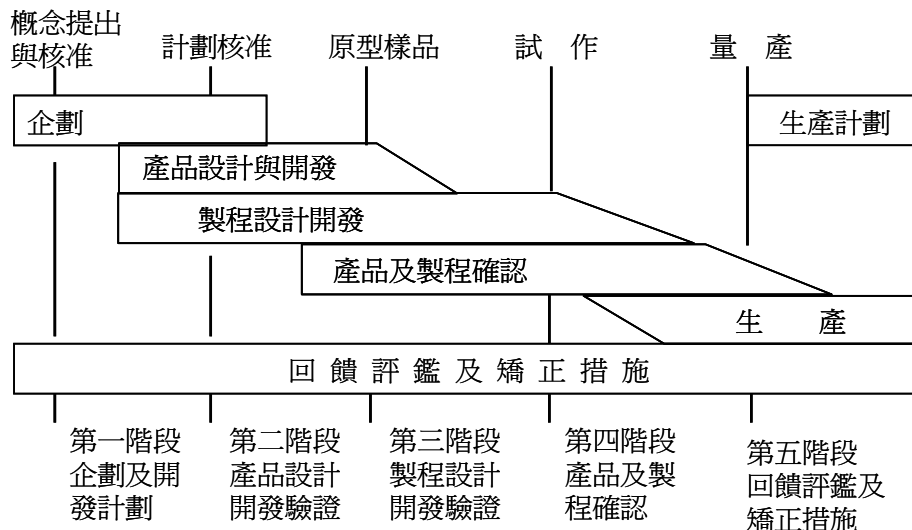 概念提出
與核准
計劃核准
原型樣品
試 作
量 產
企劃
生產計劃
產品設計與開發
製程設計開發
產品及製程確認
生 產
回饋評鑑及矯正措施
第一階段
企劃及開
發計劃
第二階段
產品設計
開發驗證
第三階段
製程設計
開發驗證
第四階段
產品及製
程確認
第五階段
回饋評鑑及
矯正措施